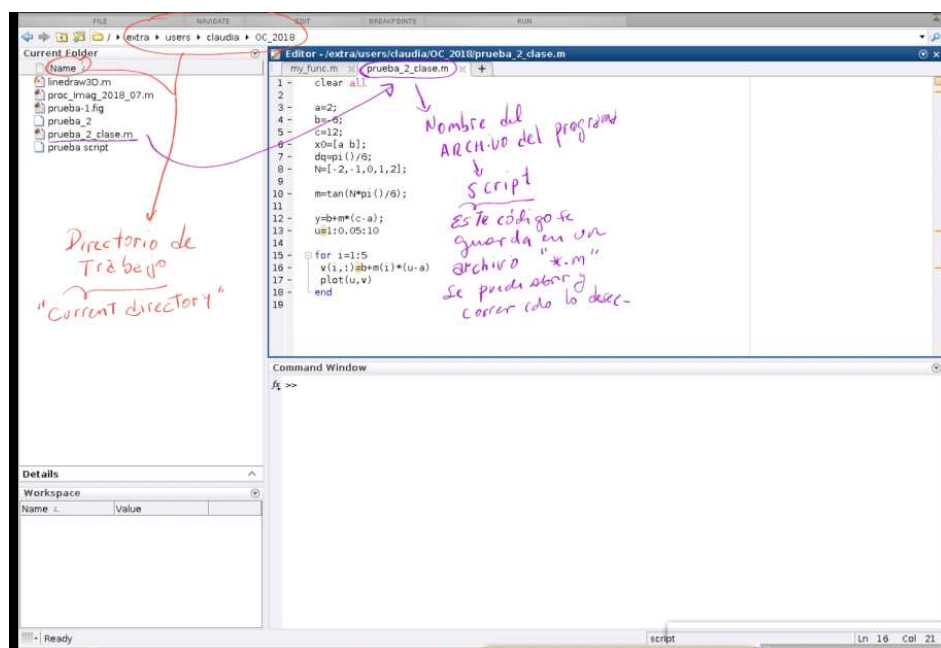 FILE NAVIGATE EDIT BREAKPOINTS RUN
/ extra users claudia OC_2018
Current Folder
Name
linedraw3D.m
proc_Imag_2018_07.m
prueba-1.fig
prueba_2
prueba_2_clase.m
prueba script
Directorio de
Trabajo
"Current directory"
Details
Workspace
Name Value
Editor - /extra/users/claudia/OC_2018/prueba_2_clase.m
my_func.m prueba_2_clase.m +
1 - clear all
2
3 - a=2;
4 - b=-6;
5 - c=12;
6 - x0=[a b];
7 - dq=pi()/6;
8 - N=[-2,-1,0,1,2];
9
10 - m=tan(N*pi()/6);
11
12 - y=b+m*(c-a);
13 - u=1:0.05:10
14
15 - for i=1:5
16 - v(i,:)=b+m(i)*(u-a)
17 - plot(u,v)
18 - end
19
Nombre del
ARCHIVO del programa
Script
Este código se
guarda en un
archivo "*.m"
Se puede abrir y
correr lo
Command Window
fx >>
Ready
script
Ln 16 Col 21